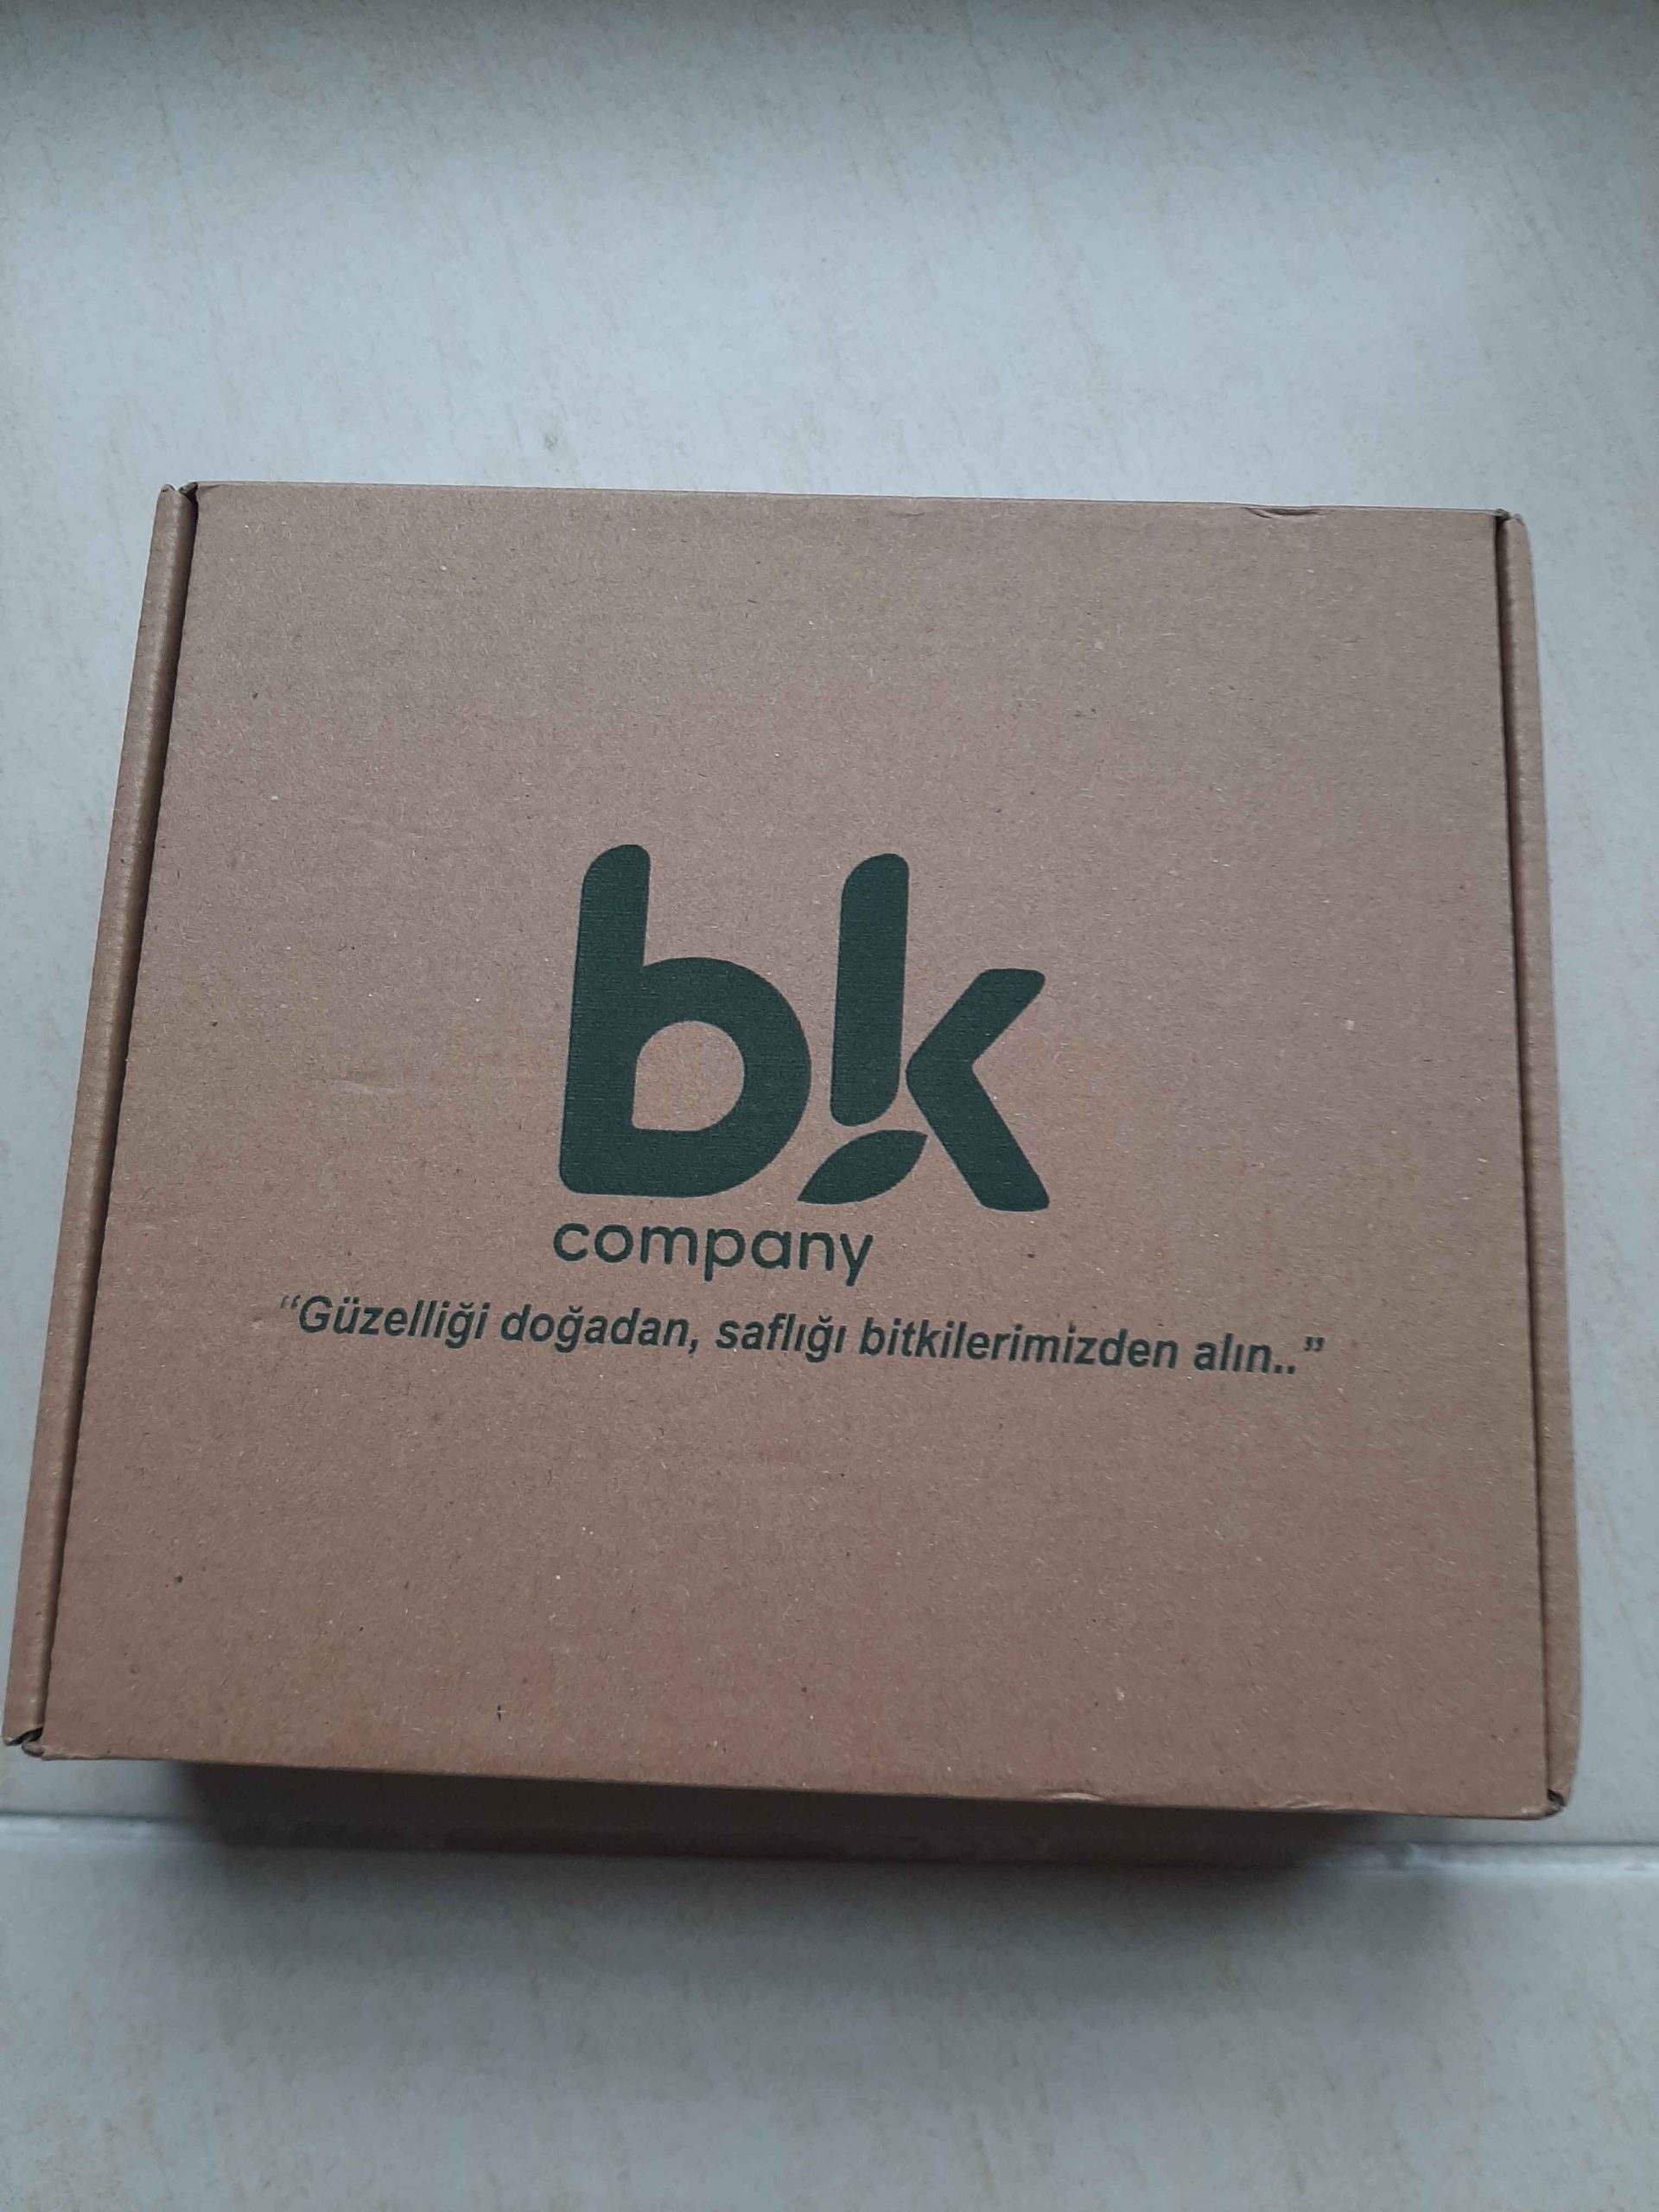 bk
company
“Güzelliği doğadan, saflığı bitkilerimizden alın..”